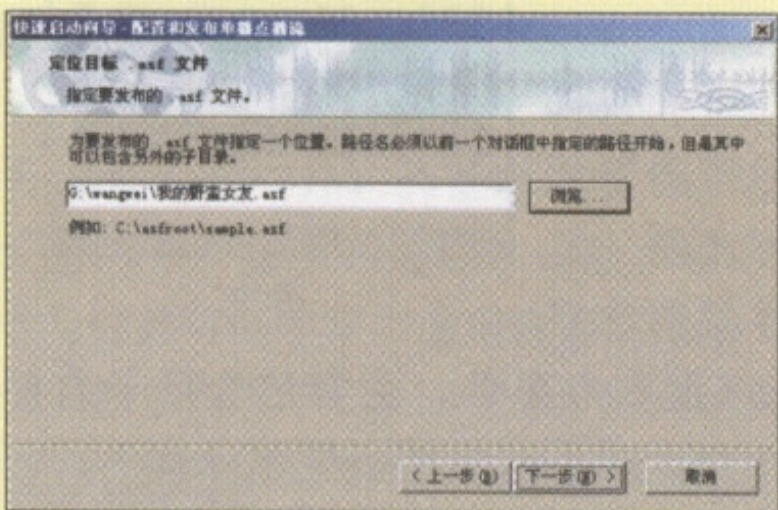 快速启动向导 - 配置和发布单播点播流
定位目标 .asf 文件
指定要发布的 .asf 文件。
为要发布的 .asf 文件指定一个位置。路径名必须以前一个对话框中指定的路径开始，但是其中
可以包含另外的子目录。
G:\wangwei\我的野蛮女友.asf
浏览...
例如: C:\asfroot\sample.asf
< 上一步(B)
下一步(N) >
取消